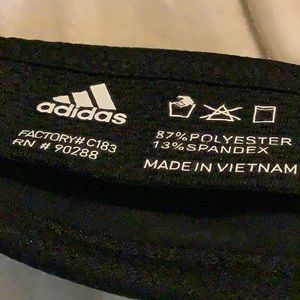 adidas
FACTORY# C183
RN # 90288
87% POLYESTER
13% SPANDEX
MADE IN VIETNAM